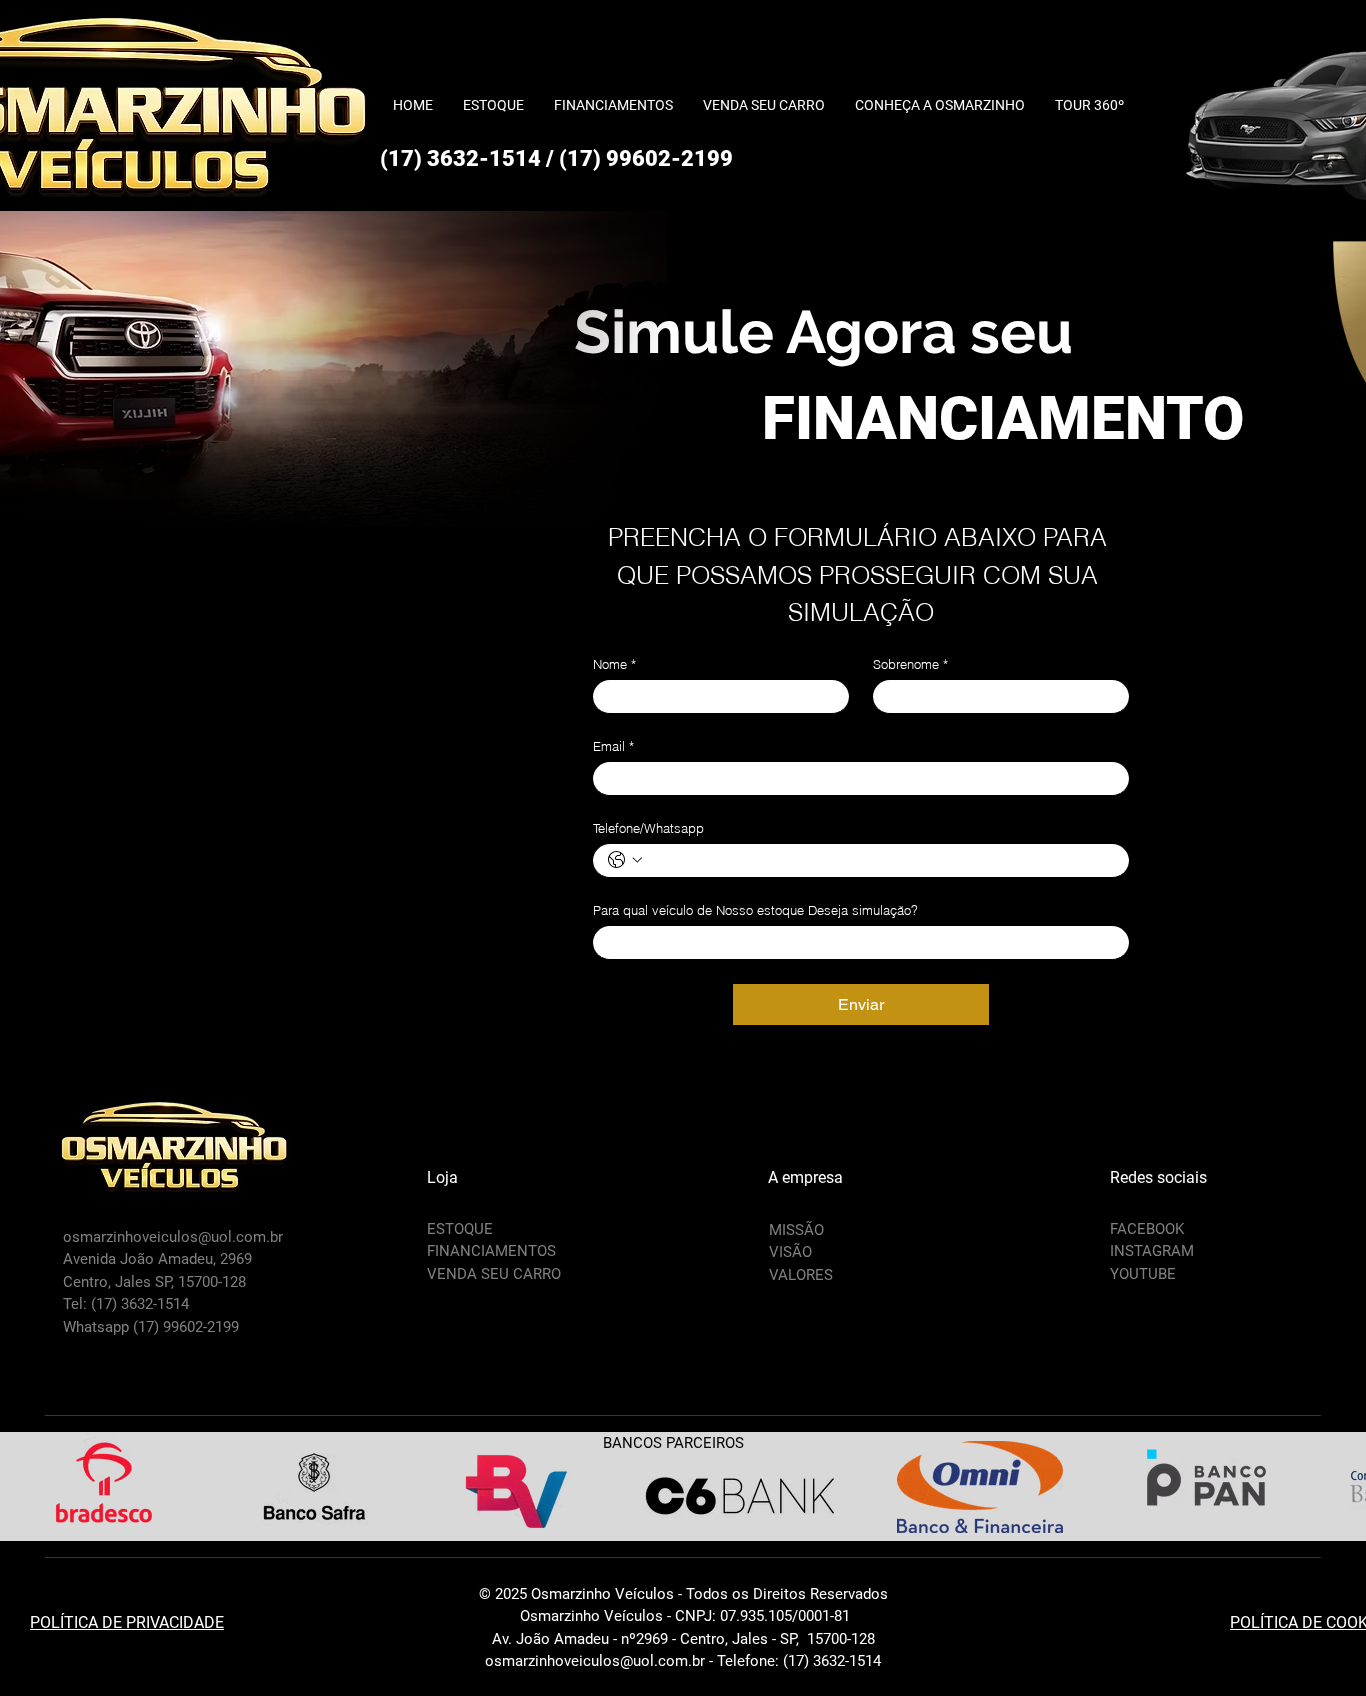 OSMARZINHO
VEÍCULOS
HOME ESTOQUE FINANCIAMENTOS VENDA SEU CARRO CONHEÇA A OSMARZINHO TOUR 360º
(17) 3632-1514 / (17) 99602-2199
HILUX
Simule Agora seu
FINANCIAMENTO
PREENCHA O FORMULÁRIO ABAIXO PARA
QUE POSSAMOS PROSSEGUIR COM SUA
SIMULAÇÃO
Nome * Sobrenome *
Email *
Telefone/Whatsapp
Para qual veículo de Nosso estoque Deseja simulação?
Enviar
OSMARZINHO
VEÍCULOS
osmarzinhoveiculos@uol.com.br
Avenida João Amadeu, 2969
Centro, Jales SP, 15700-128
Tel: (17) 3632-1514
Whatsapp (17) 99602-2199
Loja
ESTOQUE
FINANCIAMENTOS
VENDA SEU CARRO
A empresa
MISSÃO
VISÃO
VALORES
Redes sociais
FACEBOOK
INSTAGRAM
YOUTUBE
BANCOS PARCEIROS
bradesco
Banco Safra
BV
C6 BANK
Omni
Banco & Financeira
BANCO
PAN
POLÍTICA DE PRIVACIDADE
© 2025 Osmarzinho Veículos - Todos os Direitos Reservados
Osmarzinho Veículos - CNPJ: 07.935.105/0001-81
Av. João Amadeu - nº2969 - Centro, Jales - SP, 15700-128
osmarzinhoveiculos@uol.com.br - Telefone: (17) 3632-1514
POLÍTICA DE COOK